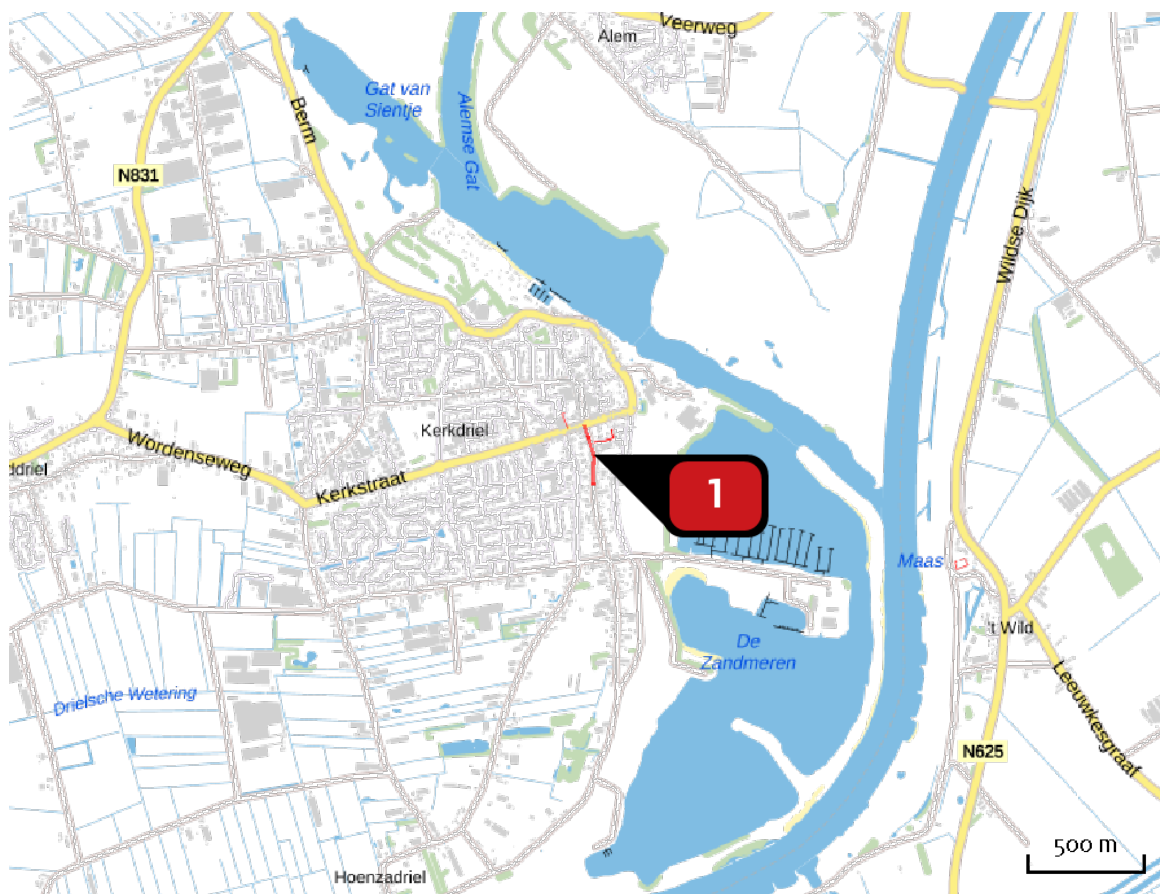 Veerweg
Alem
Gat van
Slentje
Alemse Gat
Berm
N831
Wildse Dijk
Kerkdriel
Wordenseweg
ddriel
Kerkstraat
1
Maas
't Wild
De
Zandmeren
Drielsche Wetering
Leeuwkesgraaf
N625
500 m
Hoenzadriel